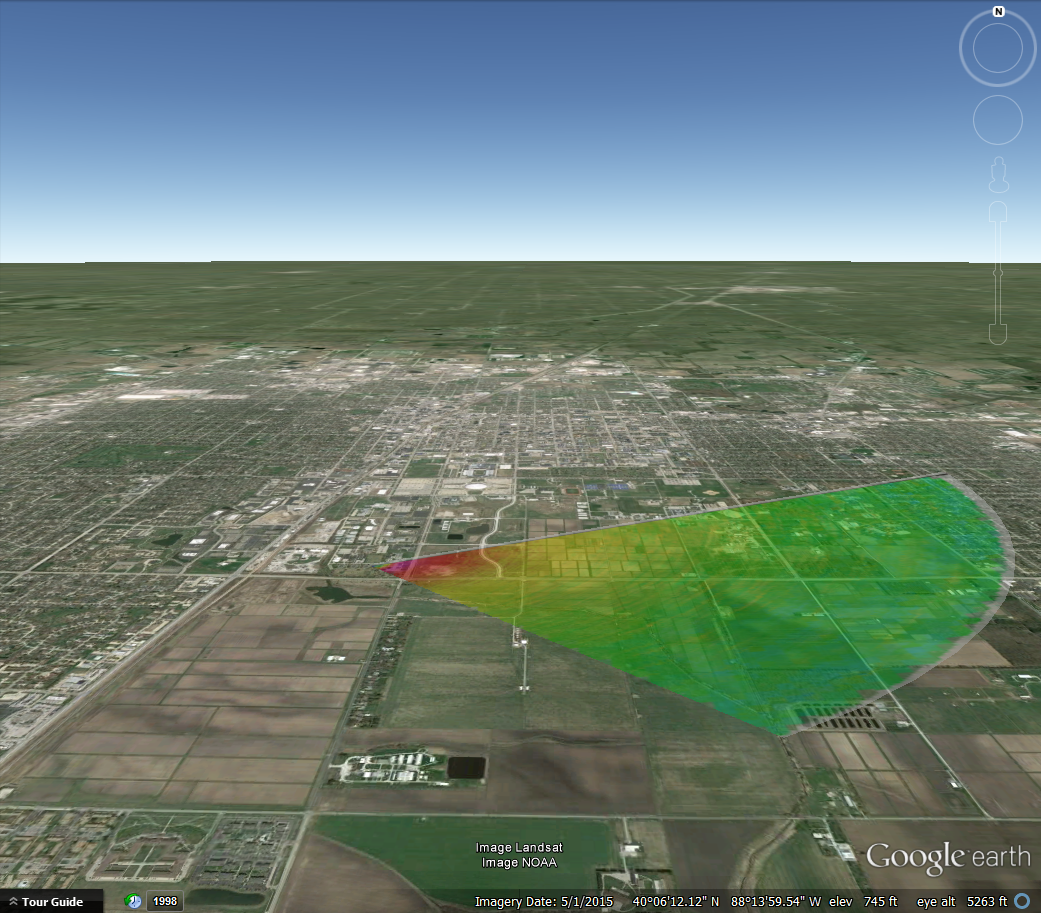 N
Image Landsat
Image NOAA
Google earth
Tour Guide
1998
Imagery Date: 5/1/2015 40°06'12.12" N 88°13'59.54" W elev 745 ft eye alt 5263 ft